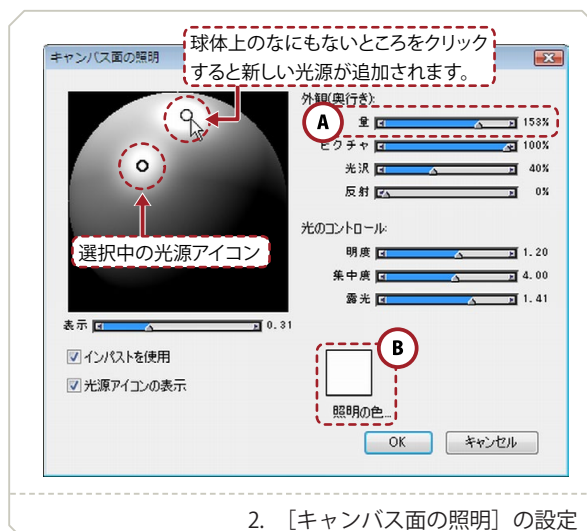 キャンバス面の照明
球体上のなにもないところをクリック
すると新しい光源が追加されます。
選択中の光源アイコン
表示 0.31
インパストを使用
光源アイコンの表示
外観(奥行き):
A
量 153%
ピクチャ 100%
光沢 40%
反射 0%
光のコントロール:
明度 1.20
集中度 4.00
露光 1.41
B
照明の色...
OK キャンセル
2. ［キャンバス面の照明］の設定